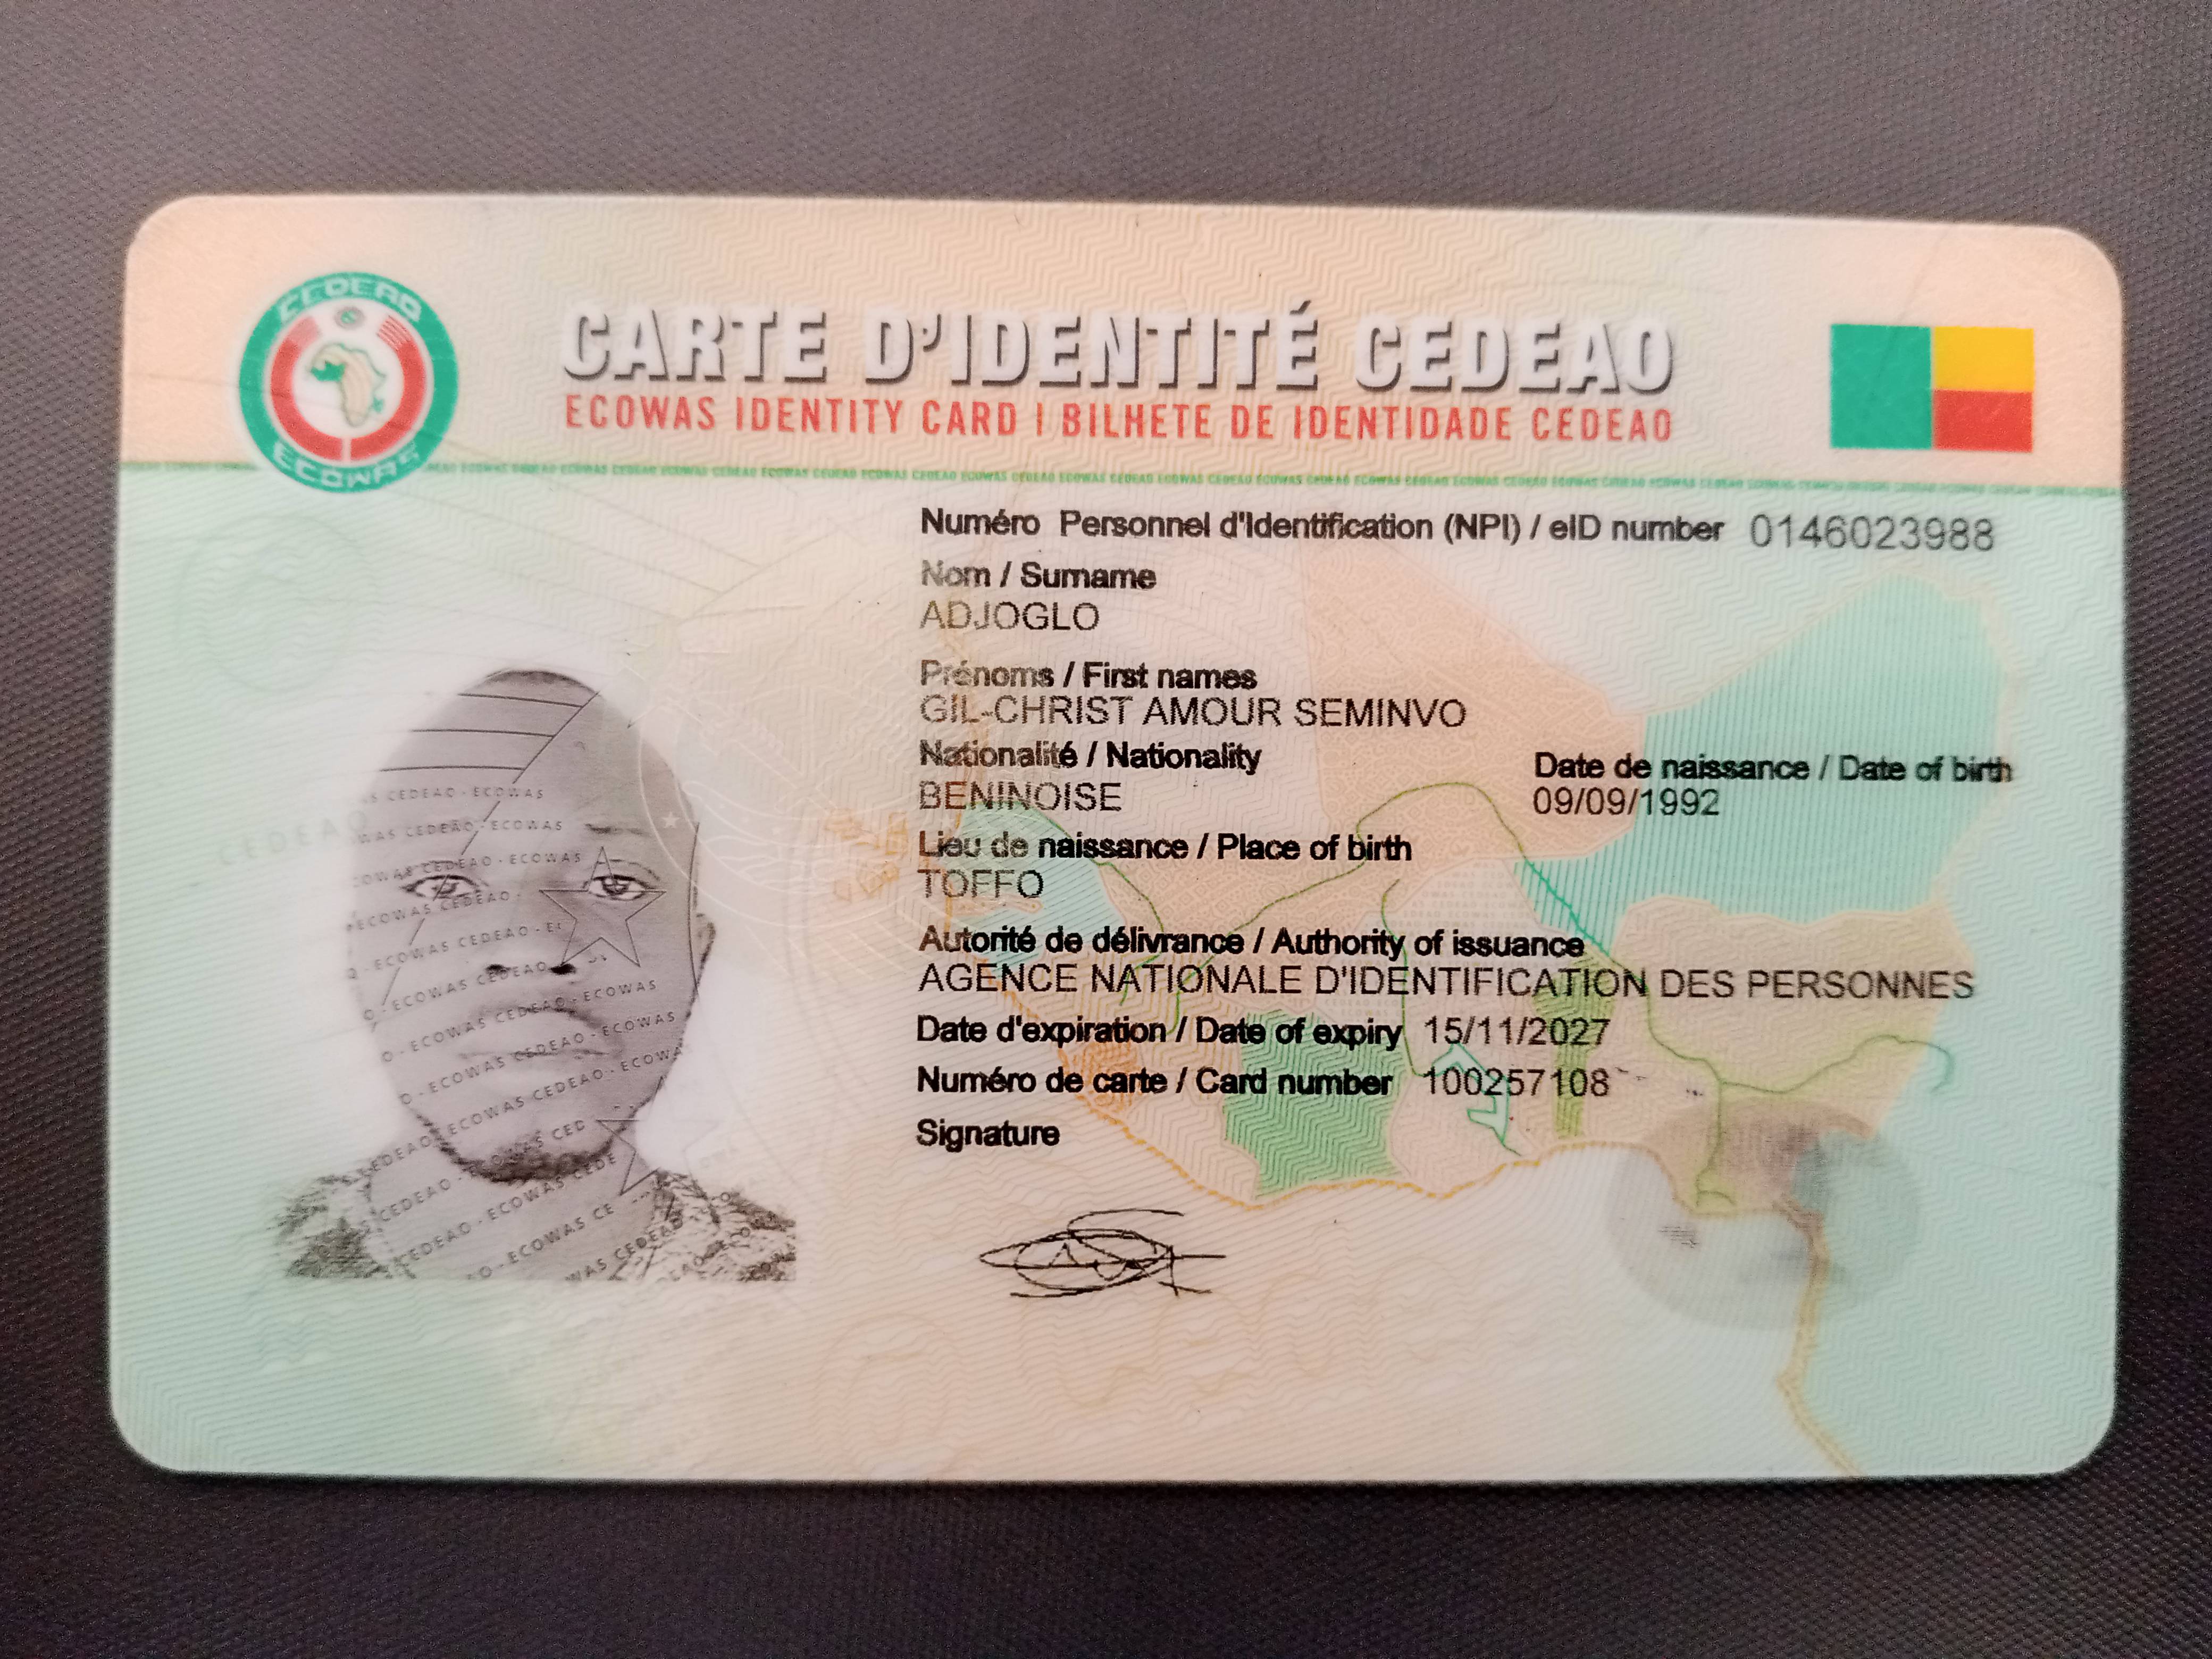 CEDEAO
ECOWAS
CARTE D'IDENTITÉ CEDEAO
ECOWAS IDENTITY CARD | BILHETE DE IDENTIDADE CEDEAO
Numéro Personnel d'Identification (NPI) / eID number 0146023988
Nom / Surname
ADJOGLO
Prénoms / First names
GIL-CHRIST AMOUR SEMINVO
Nationalité / Nationality
BENINOISE
Date de naissance / Date of birth
09/09/1992
Lieu de naissance / Place of birth
TOFFO
Autorité de délivrance / Authority of issuance
AGENCE NATIONALE D'IDENTIFICATION DES PERSONNES
Date d'expiration / Date of expiry 15/11/2027
Numéro de carte / Card number 100257108
Signature